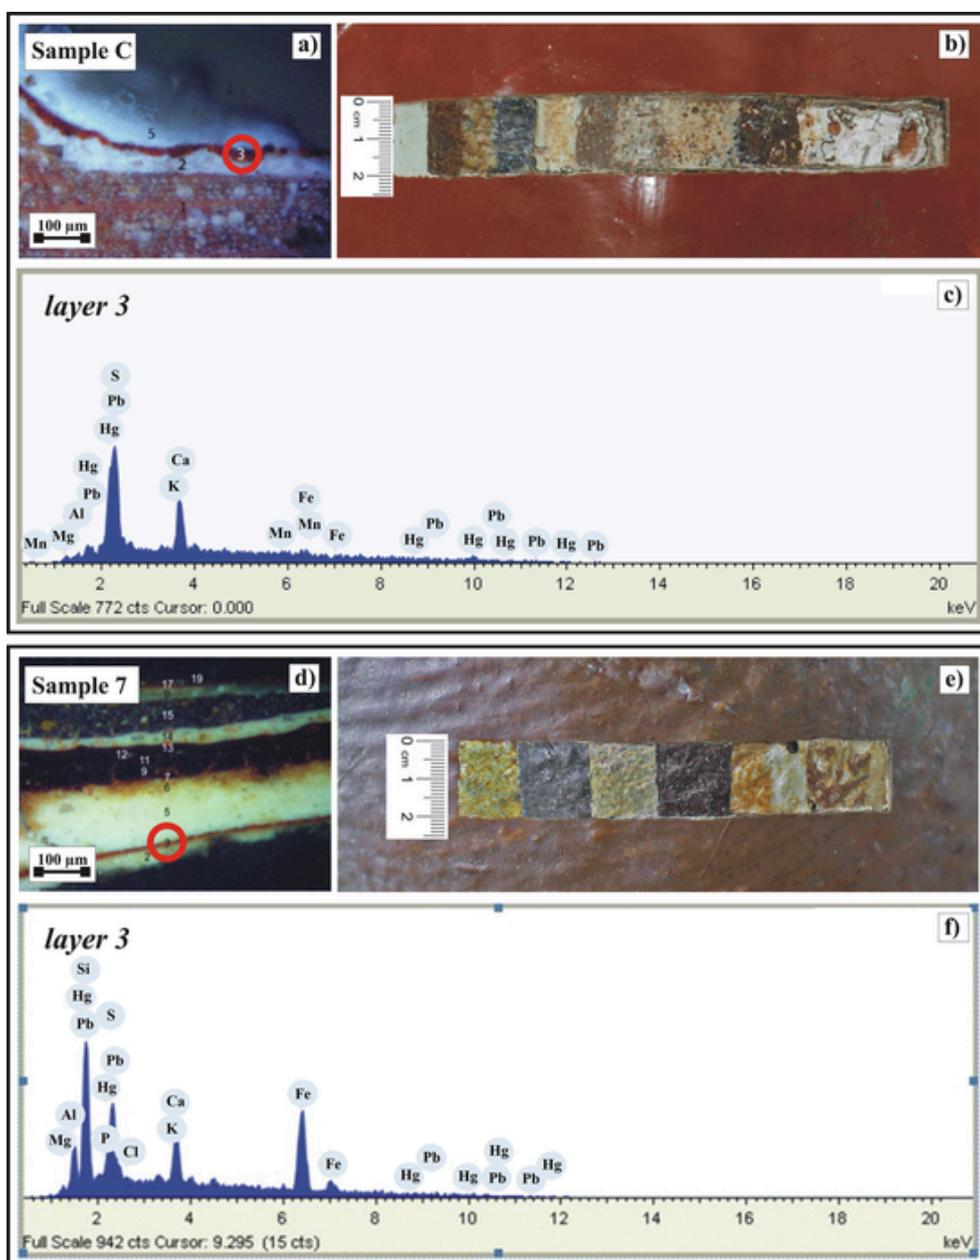 Sample C
a)
5
3
2
1
100 µm
b)
0
cm
1
2
layer 3
c)
S
Pb
Hg
Hg
Pb
Al
Mg
Mn
Ca
K
Fe
Mn
Mn
Fe
Pb
Hg
Pb
Hg
Hg
Pb
Hg
Pb
2 4 6 8 10 12 14 16 18 20
Full Scale 772 cts Cursor: 0.000 keV
Sample 7
d)
19
17
15
14
13
12
11
9
7
6
5
3
2
100 µm
e)
0
cm
1
2
layer 3
f)
Si
Hg
Pb
S
Pb
Hg
Al
Mg
P
Cl
Ca
K
Fe
Fe
Pb
Hg
Hg
Hg
Pb
Pb
Hg
2 4 6 8 10 12 14 16 18 20
Full Scale 942 cts Cursor: 9.295 (15 cts) keV